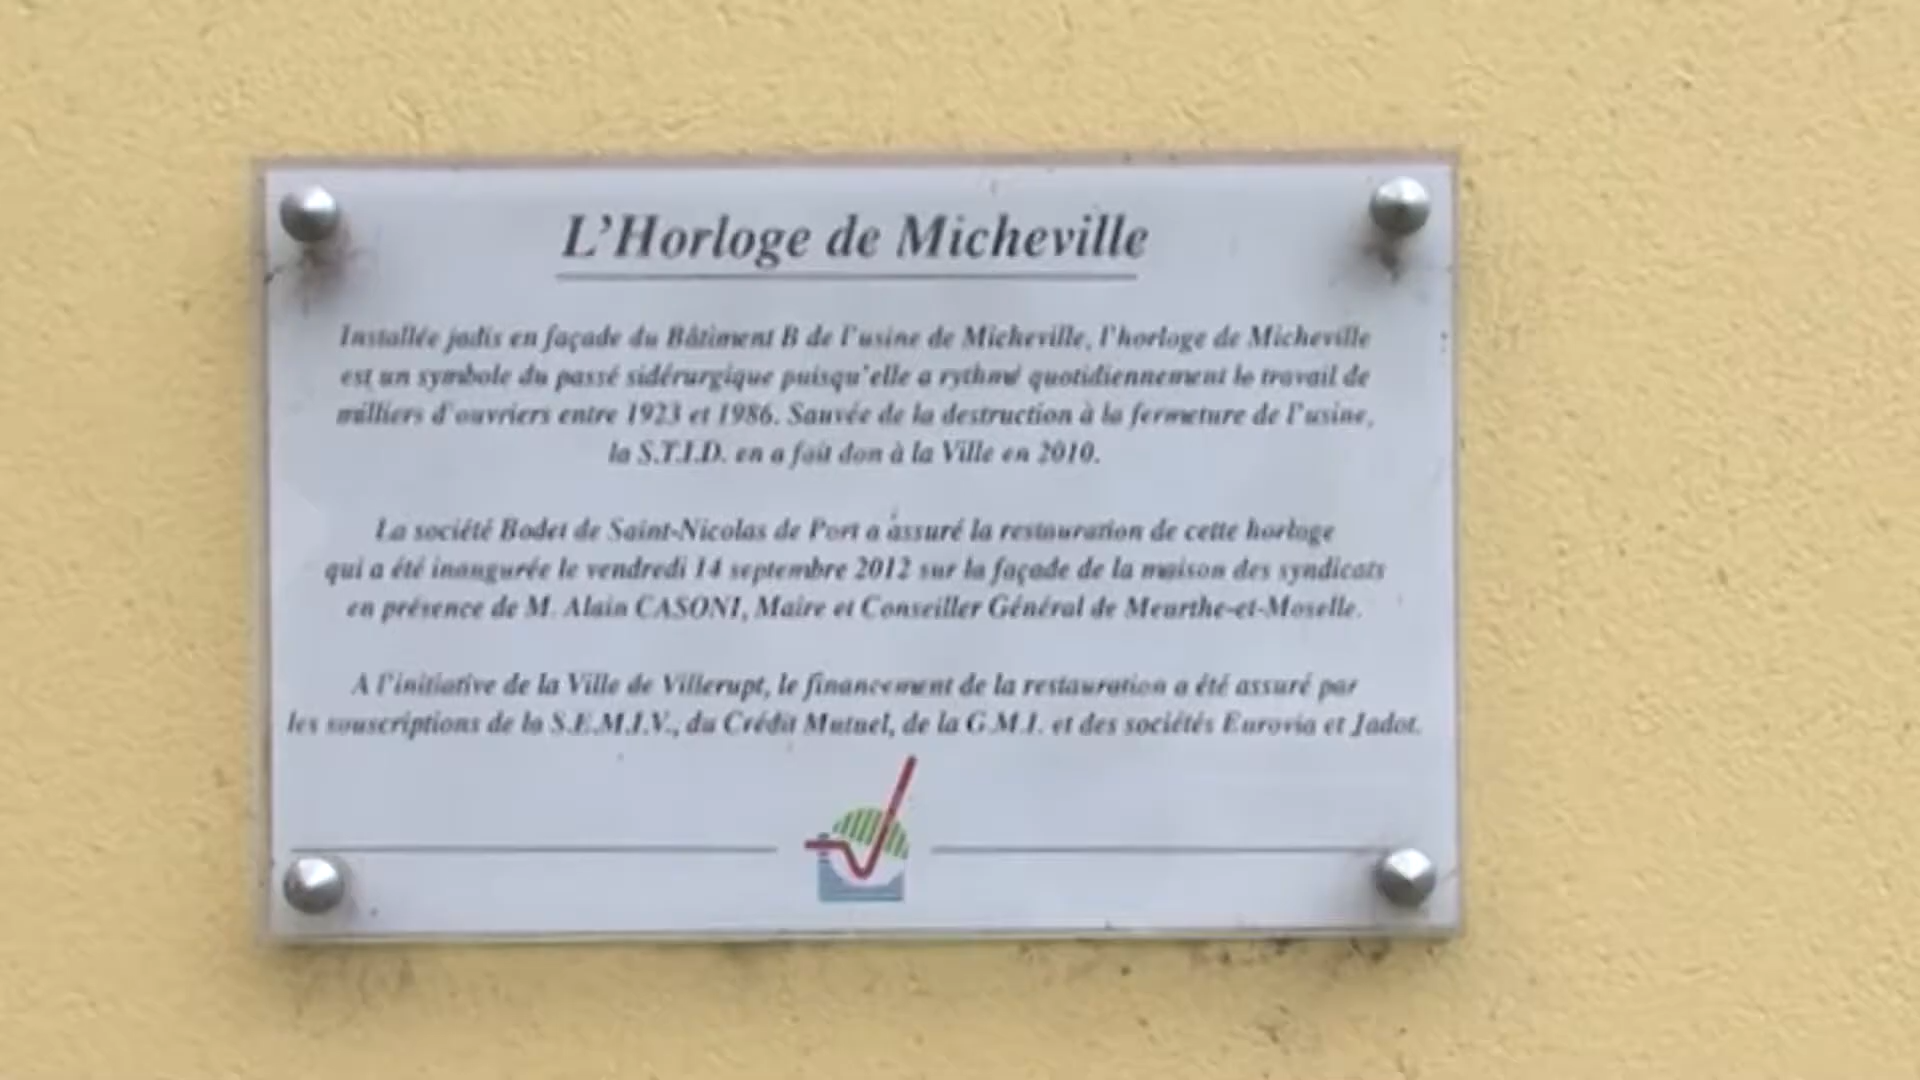 L'Horloge de Micheville
Installée jadis en façade du Bâtiment B de l'usine de Micheville, l'horloge de Micheville
est un symbole du passé sidérurgique puisqu'elle a rythmé quotidiennement le travail de
milliers d'ouvriers entre 1923 et 1986. Sauvée de la destruction à la fermeture de l'usine,
la S.T.I.D. en a fait don à la Ville en 2010.
La société Bodet de Saint-Nicolas de Port a assuré la restauration de cette horloge
qui a été inaugurée le vendredi 14 septembre 2012 sur la façade de la maison des syndicats
en présence de M. Alain CASONI, Maire et Conseiller Général de Meurthe-et-Moselle.
A l'initiative de la Ville de Villerupt, le financement de la restauration a été assuré par
les souscriptions de la S.E.M.I.V., du Crédit Mutuel, de la G.M.I. et des sociétés Eurovia et Jadot.